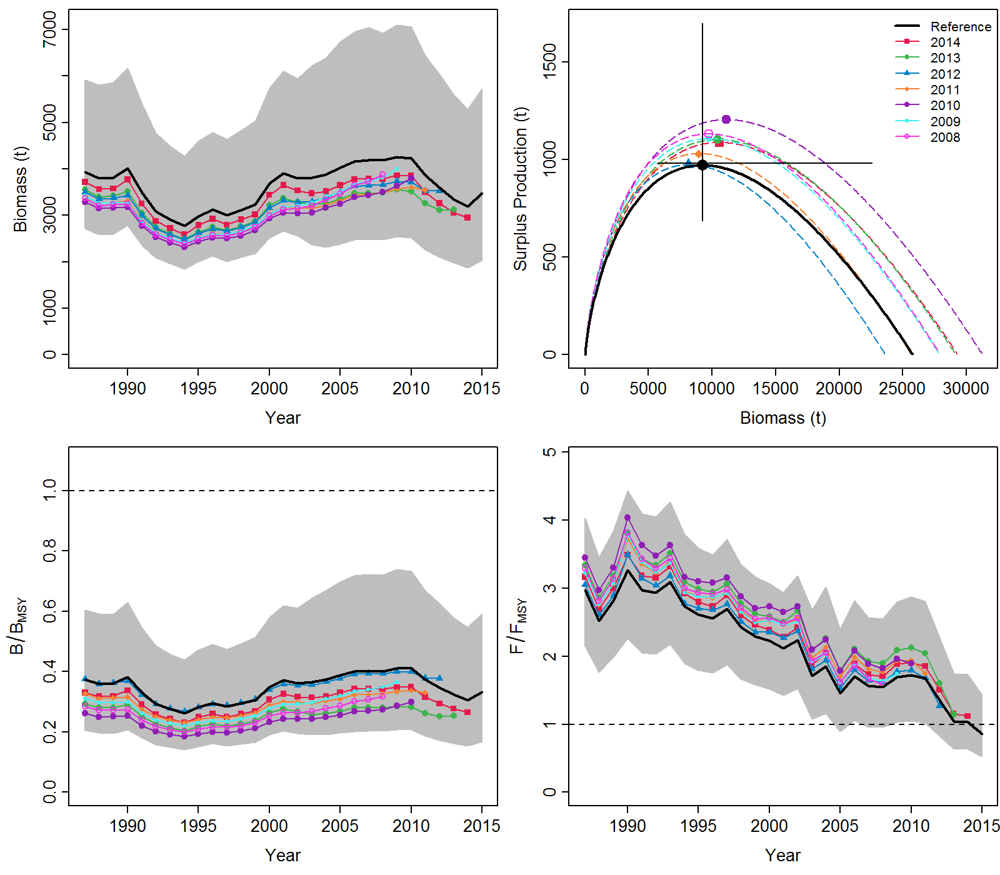 7000
5000
3000
1000
0
Biomass (t)
1990 1995 2000 2005 2010 2015
Year
1500
1000
500
0
Surplus Production (t)
0 5000 10000 15000 20000 25000 30000
Biomass (t)
Reference
2014
2013
2012
2011
2010
2009
2008
1.0
0.8
0.6
0.4
0.2
0.0
B/BMSY
1990 1995 2000 2005 2010 2015
Year
5
4
3
2
1
0
F/FMSY
1990 1995 2000 2005 2010 2015
Year